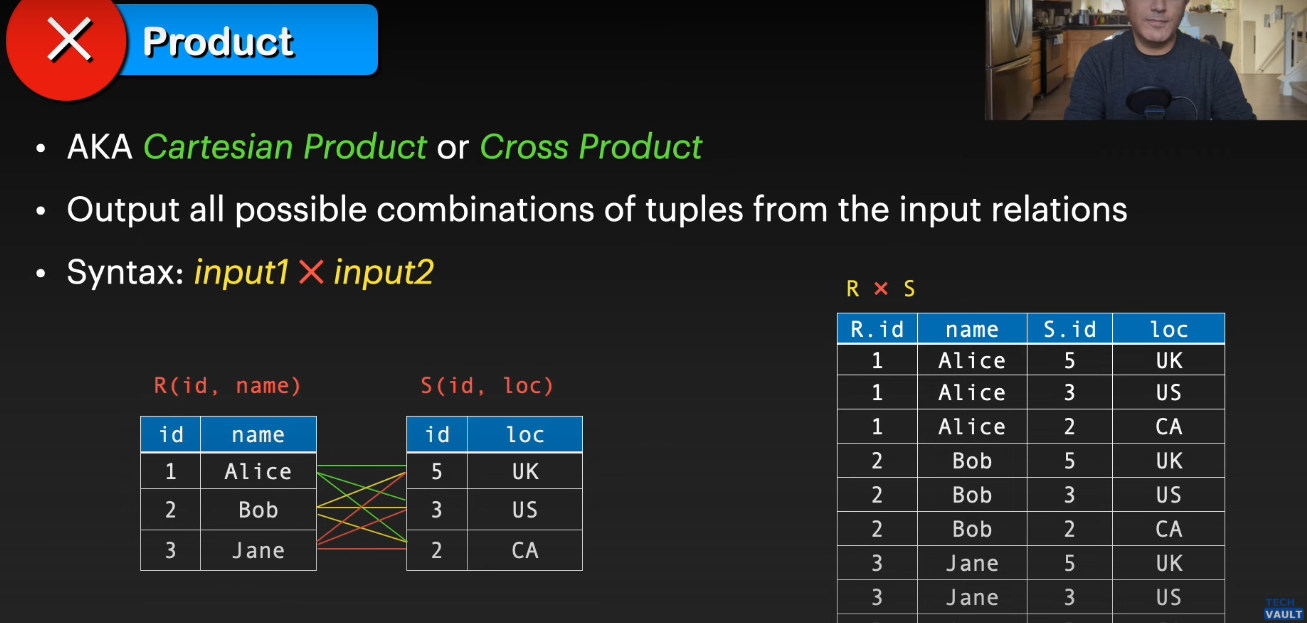 Product
• AKA Cartesian Product or Cross Product
• Output all possible combinations of tuples from the input relations
• Syntax: input1 ✕ input2
R(id, name)
id name
1 Alice
2 Bob
3 Jane
S(id, loc)
id loc
5 UK
3 US
2 CA
R × S
R.id name S.id loc
1 Alice 5 UK
1 Alice 3 US
1 Alice 2 CA
2 Bob 5 UK
2 Bob 3 US
2 Bob 2 CA
3 Jane 5 UK
3 Jane 3 US
TECH
VAULT